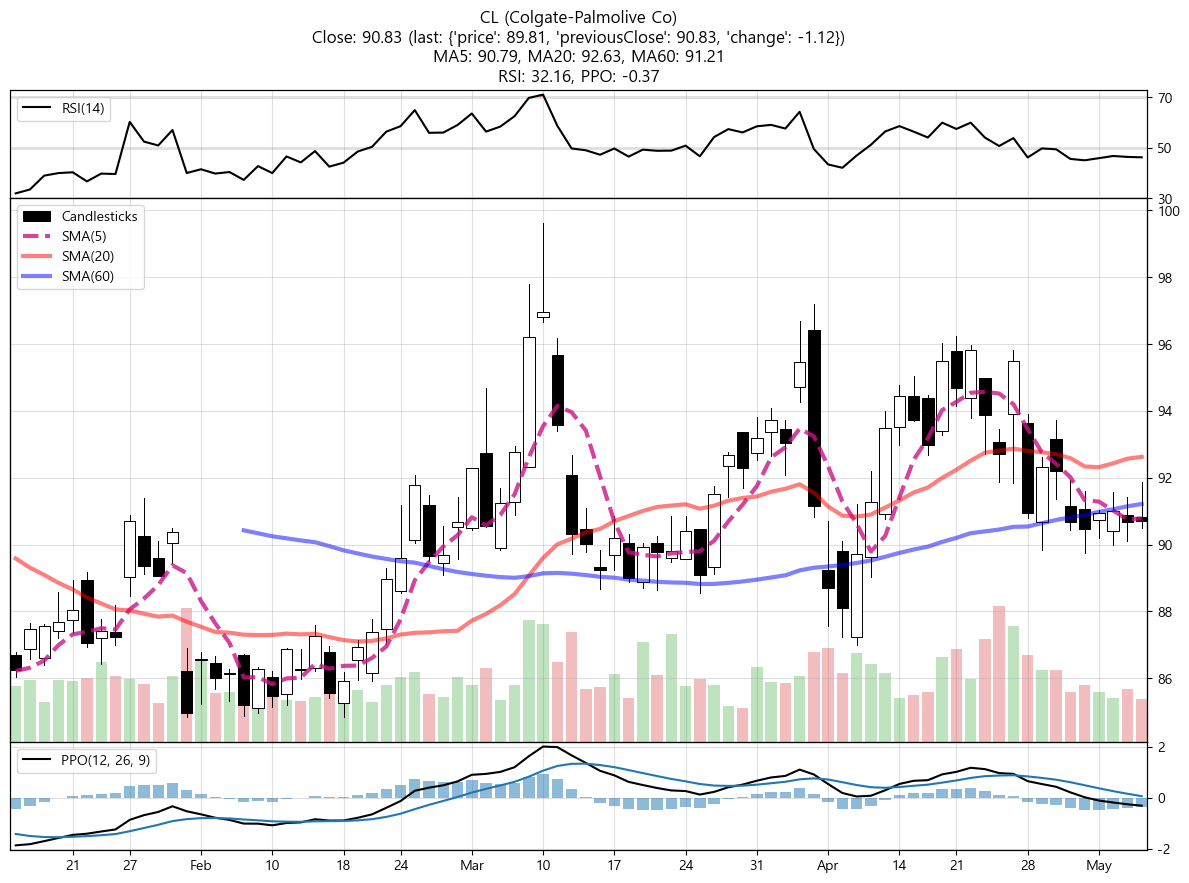 CL (Colgate-Palmolive Co)
Close: 90.83 (last: {'price': 89.81, 'previousClose': 90.83, 'change': -1.12})
MA5: 90.79, MA20: 92.63, MA60: 91.21
RSI: 32.16, PPO: -0.37
RSI(14)
70
50
30
Candlesticks
SMA(5)
SMA(20)
SMA(60)
100
98
96
94
92
90
88
86
PPO(12, 26, 9)
2
0
-2
21 27 Feb 10 18 24 Mar 10 17 24 31 Apr 14 21 28 May